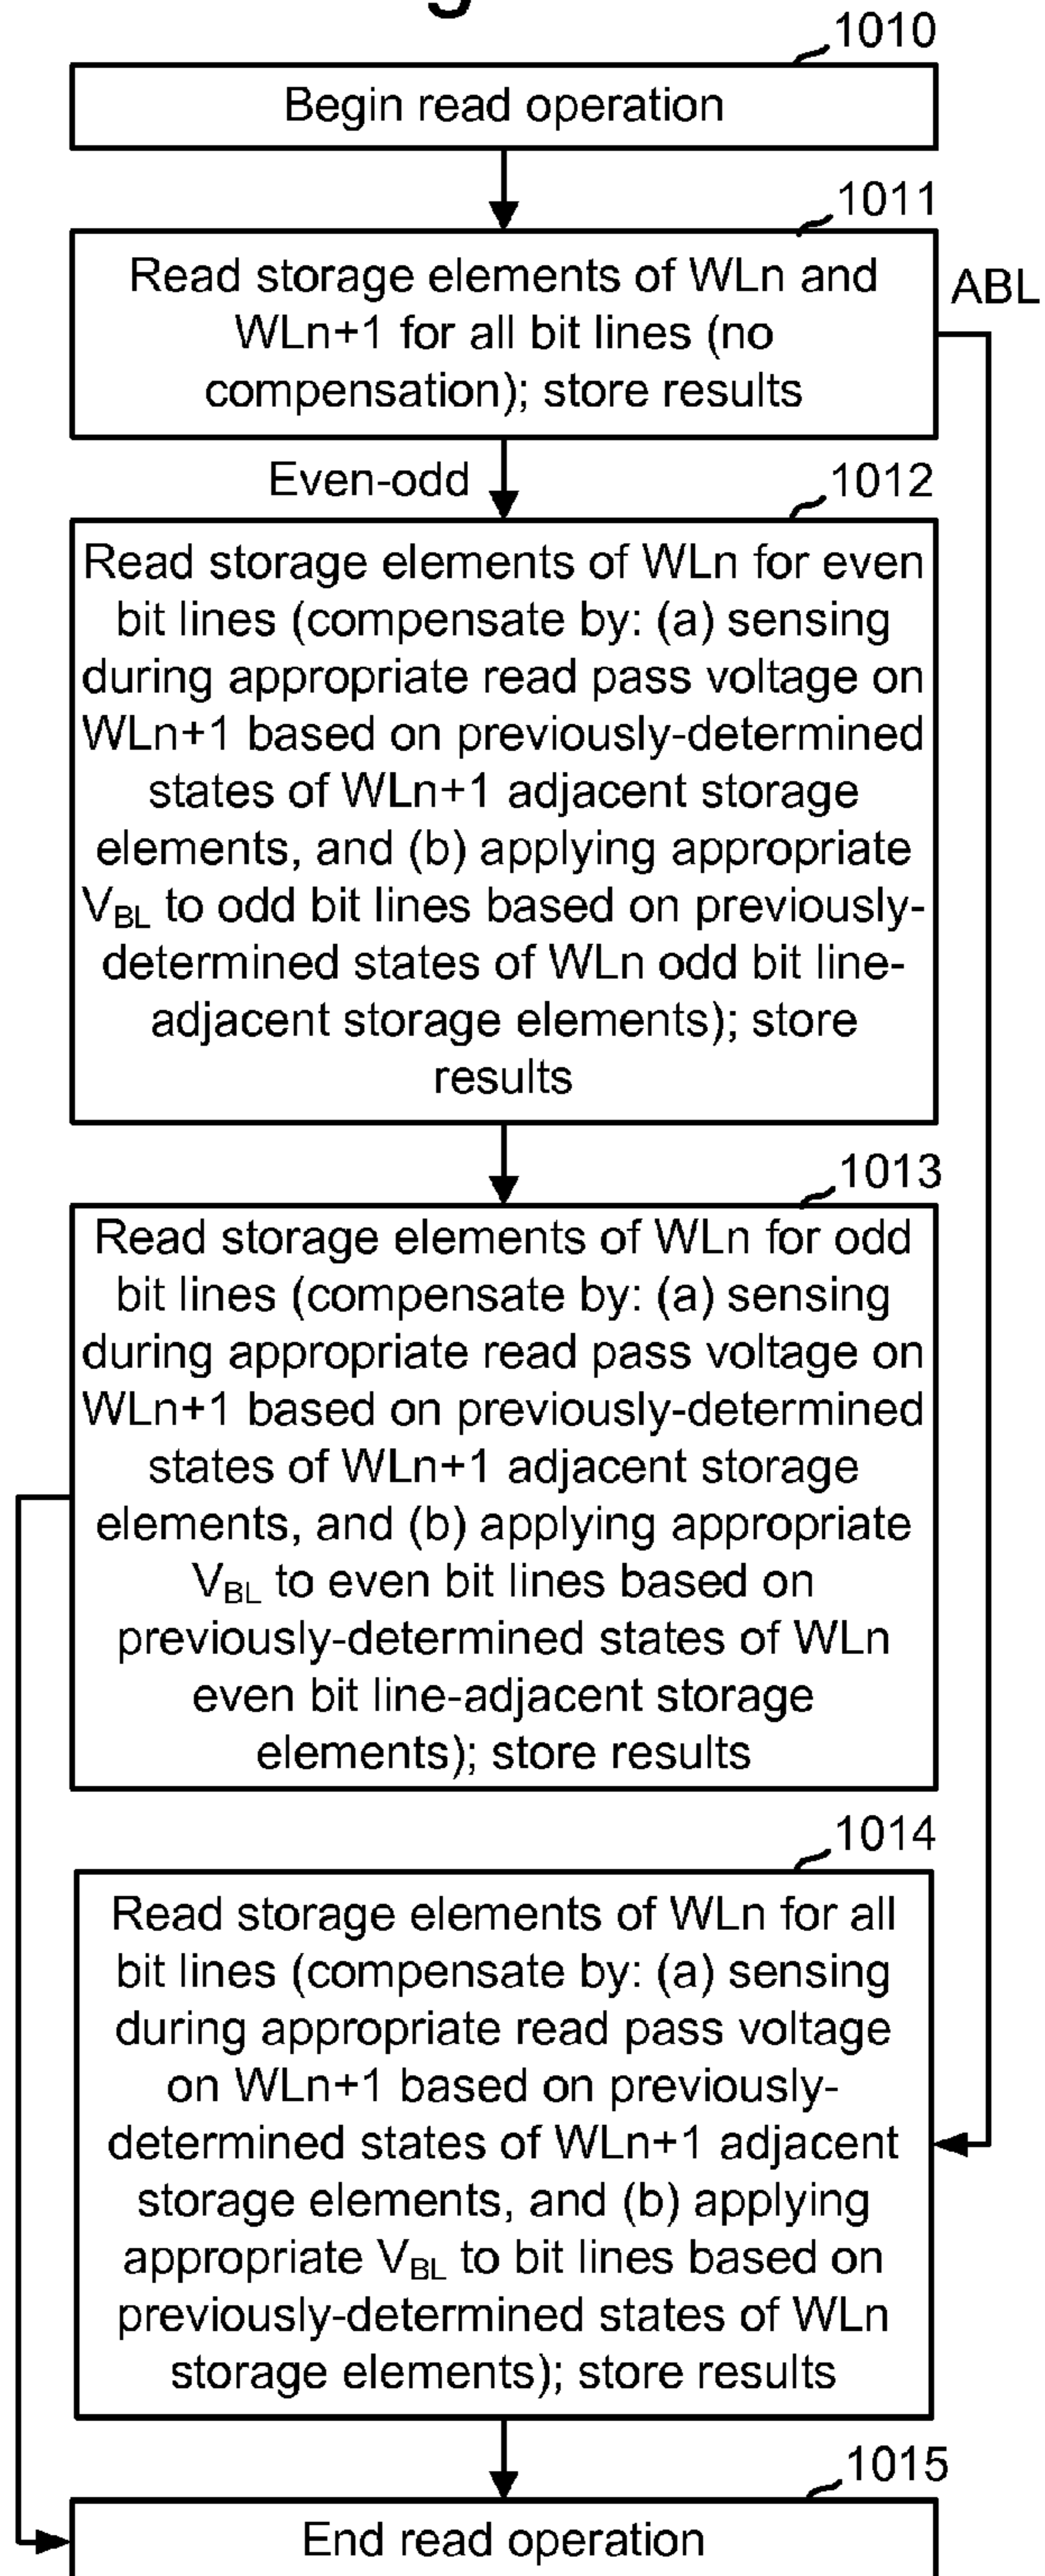 1010
Begin read operation
1011
Read storage elements of WLn and
WLn+1 for all bit lines (no
compensation); store results
ABL
Even-odd
1012
Read storage elements of WLn for even
bit lines (compensate by: (a) sensing
during appropriate read pass voltage on
WLn+1 based on previously-determined
states of WLn+1 adjacent storage
elements, and (b) applying appropriate
VBL to odd bit lines based on previously-
determined states of WLn odd bit line-
adjacent storage elements); store
results
1013
Read storage elements of WLn for odd
bit lines (compensate by: (a) sensing
during appropriate read pass voltage on
WLn+1 based on previously-determined
states of WLn+1 adjacent storage
elements, and (b) applying appropriate
VBL to even bit lines based on
previously-determined states of WLn
even bit line-adjacent storage
elements); store results
1014
Read storage elements of WLn for all
bit lines (compensate by: (a) sensing
during appropriate read pass voltage
on WLn+1 based on previously-
determined states of WLn+1 adjacent
storage elements, and (b) applying
appropriate VBL to bit lines based on
previously-determined states of WLn
storage elements); store results
1015
End read operation